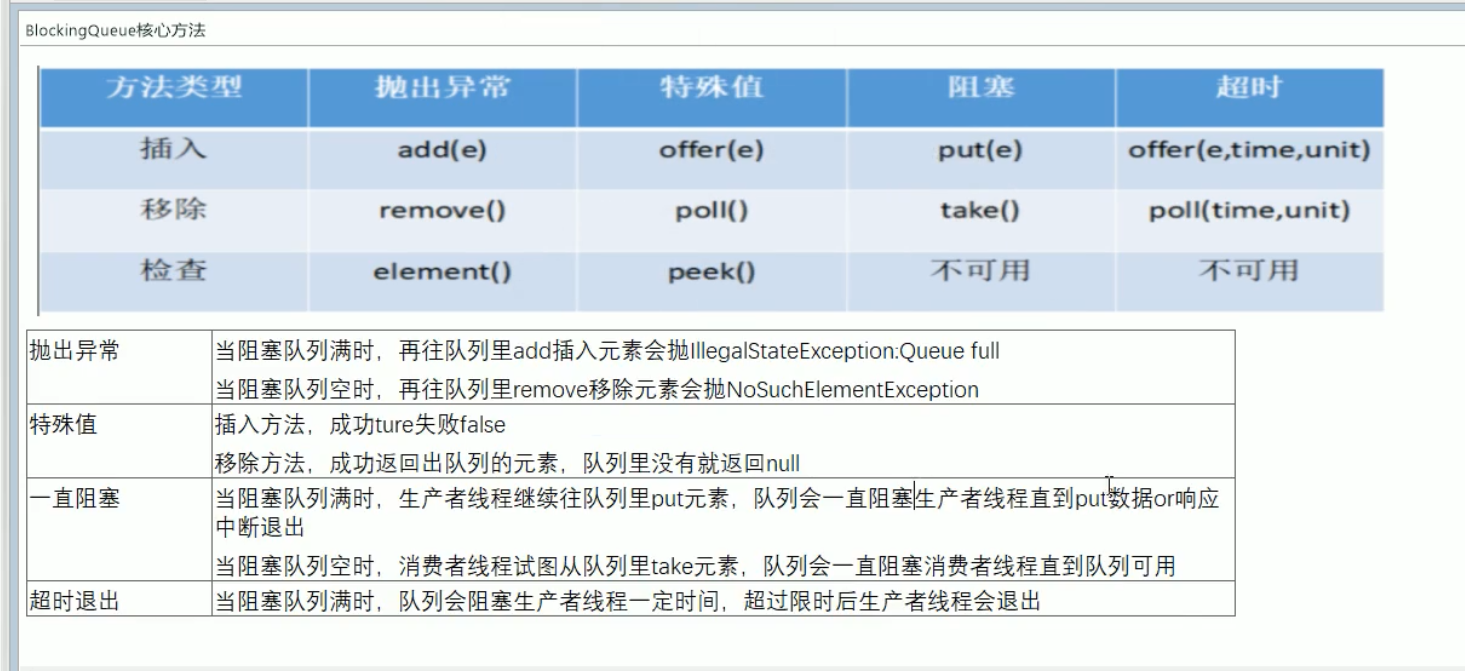 BlockingQueue核心方法
方法类型 抛出异常 特殊值 阻塞 超时
插入 add(e) offer(e) put(e) offer(e,time,unit)
移除 remove() poll() take() poll(time,unit)
检查 element() peek() 不可用 不可用
抛出异常 当阻塞队列满时，再往队列里add插入元素会抛IllegalStateException:Queue full
当阻塞队列空时，再往队列里remove移除元素会抛NoSuchElementException
特殊值 插入方法，成功ture失败false
移除方法，成功返回出队列的元素，队列里没有就返回null
一直阻塞 当阻塞队列满时，生产者线程继续往队列里put元素，队列会一直阻塞生产者线程直到put数据or响应
中断退出
当阻塞队列空时，消费者线程试图从队列里take元素，队列会一直阻塞消费者线程直到队列可用
超时退出 当阻塞队列满时，队列会阻塞生产者线程一定时间，超过限时后生产者线程会退出